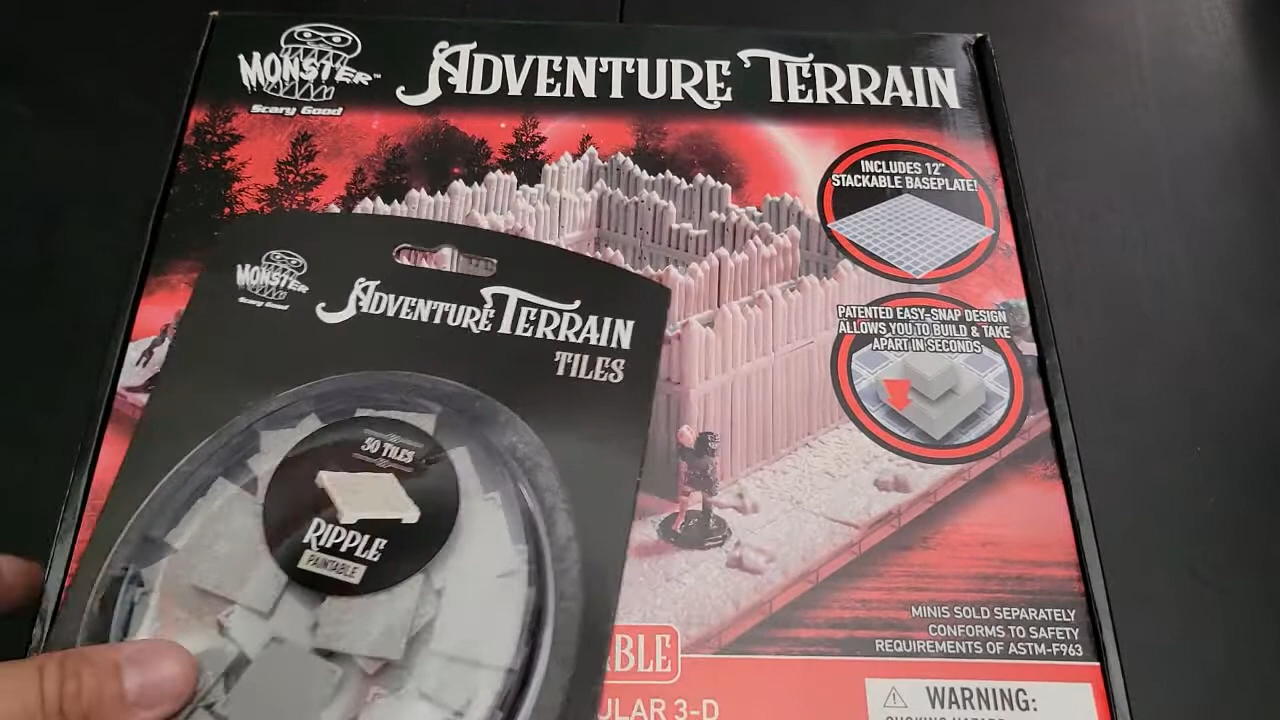 MONSTER™
Scary Good
ADVENTURE TERRAIN
INCLUDES 12"
STACKABLE BASEPLATE!
PATENTED EASY-SNAP DESIGN
ALLOWS YOU TO BUILD & TAKE
APART IN SECONDS
MONSTER
Scary Good
ADVENTURE TERRAIN
TILES
50 TILES
RIPPLE
PAINTABLE
MINIS SOLD SEPARATELY
CONFORMS TO SAFETY
REQUIREMENTS OF ASTM-F963
BLE
ULAR 3-D
WARNING: